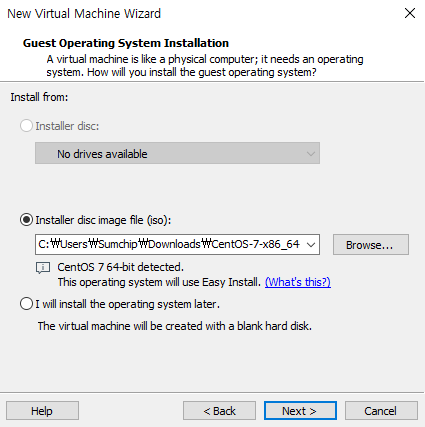 New Virtual Machine Wizard
Guest Operating System Installation
A virtual machine is like a physical computer; it needs an operating
system. How will you install the guest operating system?
Install from:
Installer disc:
No drives available
Installer disc image file (iso):
C:₩Users₩Sumchip₩Downloads₩CentOS-7-x86_64
Browse...
CentOS 7 64-bit detected.
This operating system will use Easy Install. (What's this?)
I will install the operating system later.
The virtual machine will be created with a blank hard disk.
Help
< Back
Next >
Cancel